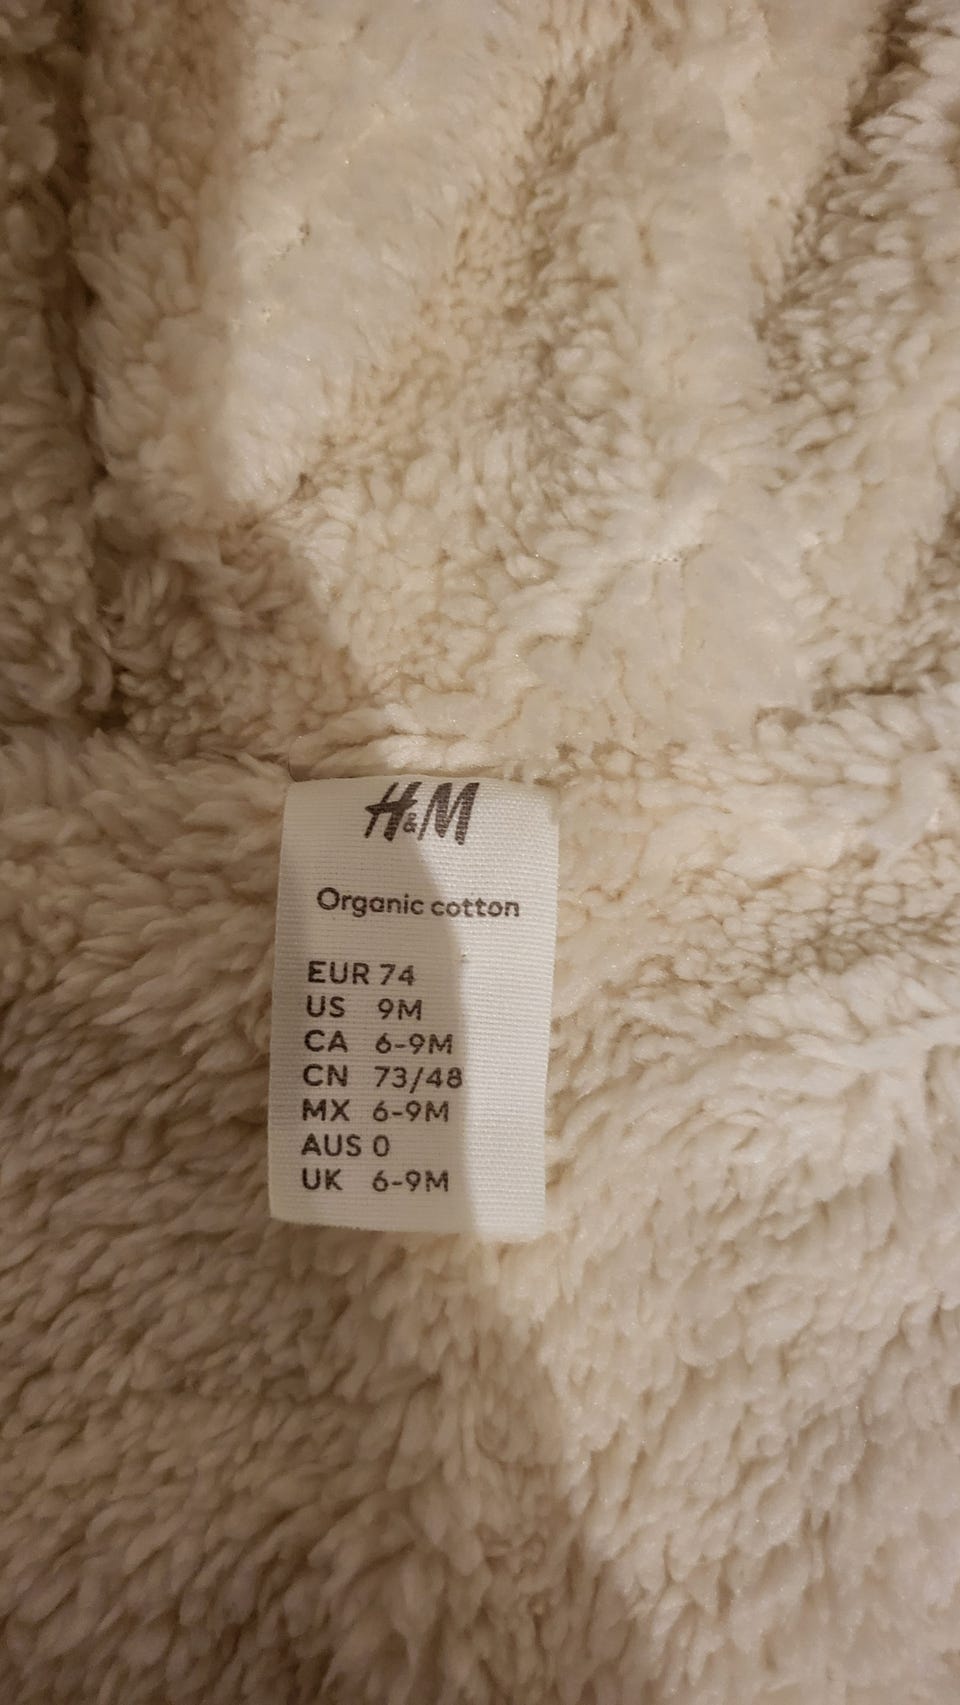 H&M
Organic cotton
EUR 74
US 9M
CA 6-9M
CN 73/48
MX 6-9M
AUS 0
UK 6-9M